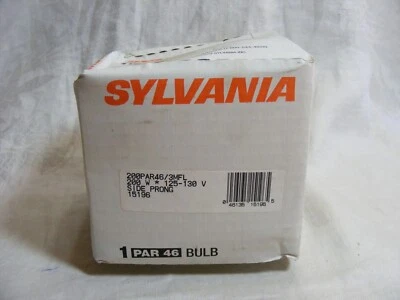 SYLVANIA
200PAR46/3MFL
200 W * 125-130 V
SIDE PRONG
15196
1 PAR 46 BULB